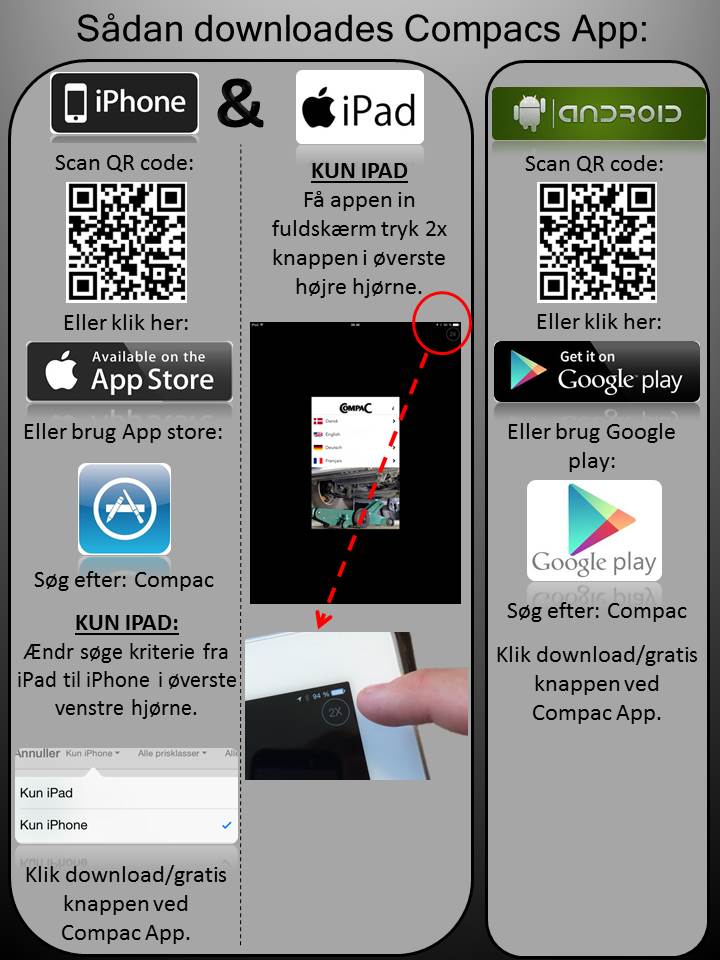 Sådan downloades Compacs App:
iPhone
&
iPad
Scan QR code:
Eller klik her:
Available on the
App Store
Eller brug App store:
Søg efter: Compac
KUN IPAD:
Ændr søge kriterie fra
iPad til iPhone i øverste
venstre hjørne.
Annuller Kun iPhone Alle prisklasser
Kun iPad
Kun iPhone
Klik download/gratis
knappen ved
Compac App.
KUN IPAD
Få appen in
fuldskærm tryk 2x
knappen i øverste
højre hjørne.
iPad
2X
COMPAC
Dansk
English
Deutsch
Français
94 %
2X
ANDROID
Scan QR code:
Eller klik her:
Get it on
Google play
Eller brug Google
play:
Google play
Søg efter: Compac
Klik download/gratis
knappen ved
Compac App.